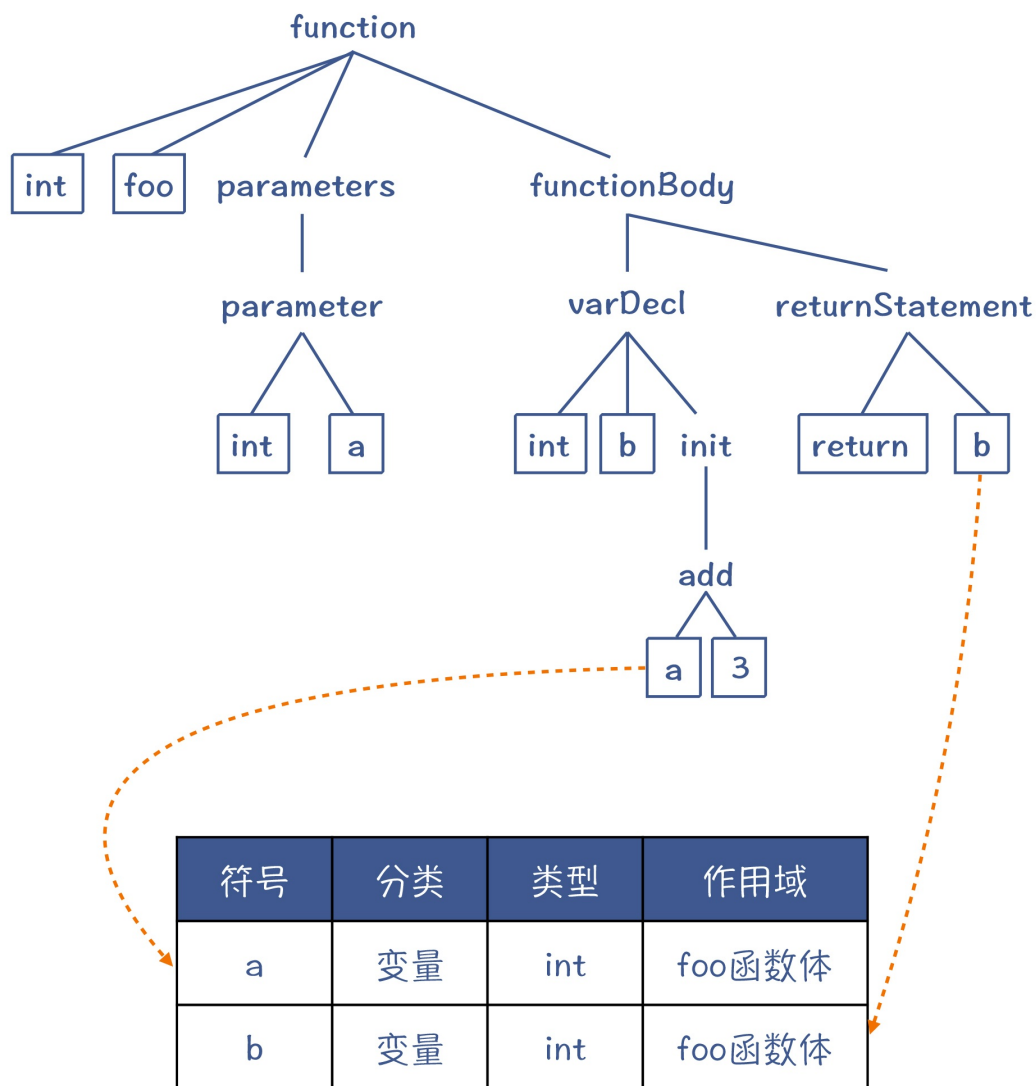 function
int foo parameters functionBody
parameter varDecl returnStatement
int a int b init return b
add
a 3
符号 分类 类型 作用域
a 变量 int foo函数体
b 变量 int foo函数体